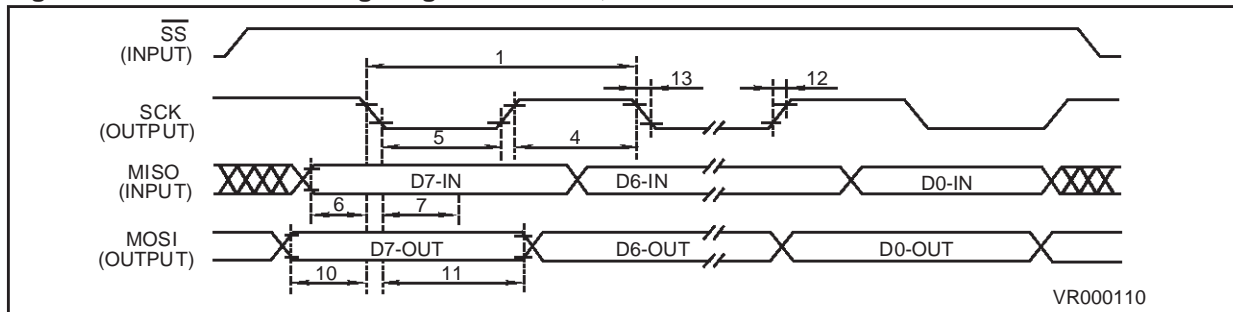 SS
(INPUT)
1
13
12
SCK
(OUTPUT)
5
4
MISO
(INPUT)
D7-IN
D6-IN
D0-IN
6
7
MOSI
(OUTPUT)
D7-OUT
D6-OUT
D0-OUT
10
11
VR000110